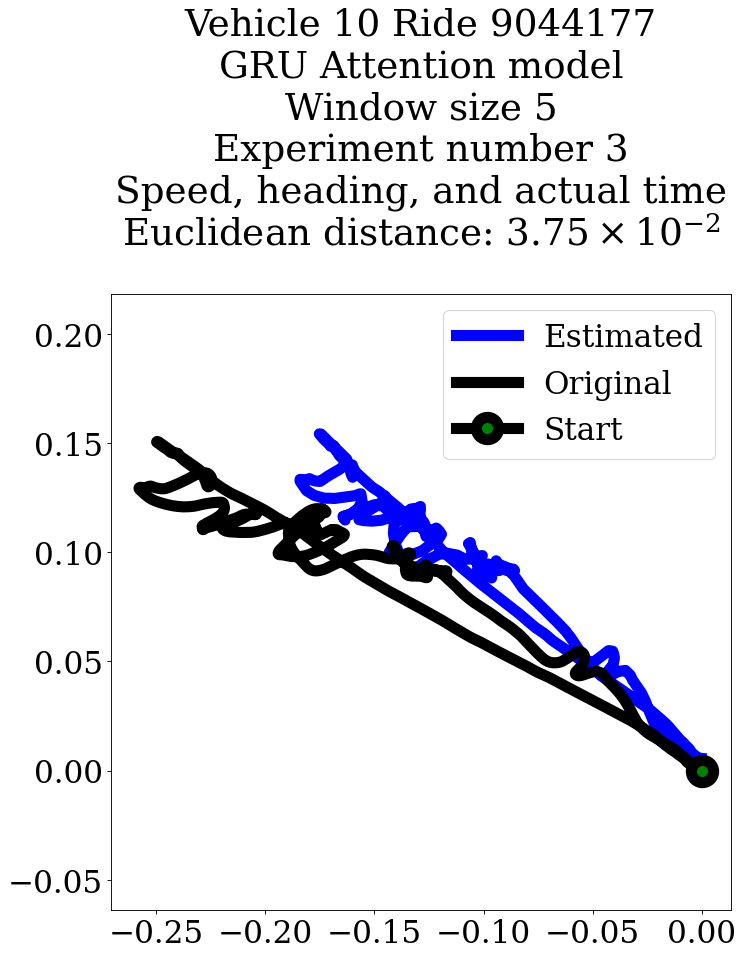 Vehicle 10 Ride 9044177
GRU Attention model
Window size 5
Experiment number 3
Speed, heading, and actual time
Euclidean distance: 3.75 × 10⁻²
Estimated
Original
Start
0.20
0.15
0.10
0.05
0.00
−0.05
−0.25 −0.20 −0.15 −0.10 −0.05 0.00